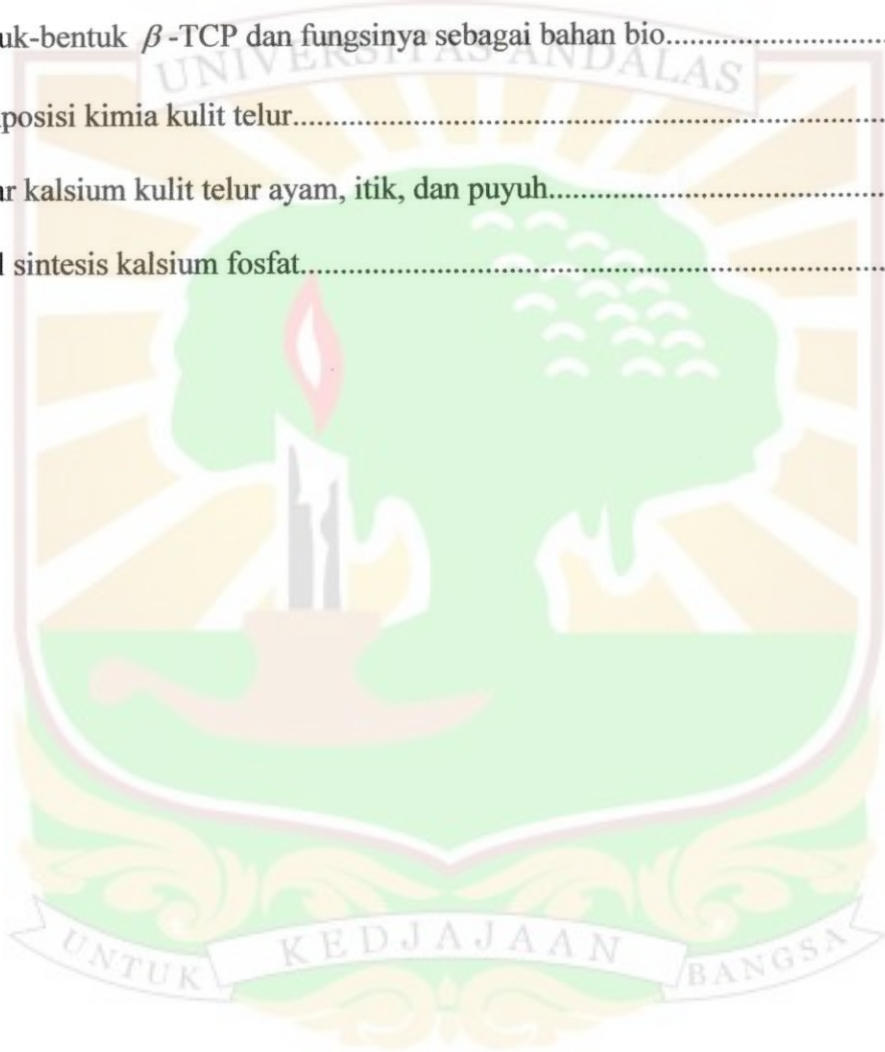 uk-bentuk β-TCP dan fungsinya sebagai bahan bio..............................
UNIVERSITAS ANDALAS
posisi kimia kulit telur..........................................................................
ar kalsium kulit telur ayam, itik, dan puyuh..........................................
l sintesis kalsium fosfat.........................................................................
UNTUK KEDJAJAAN BANGSA